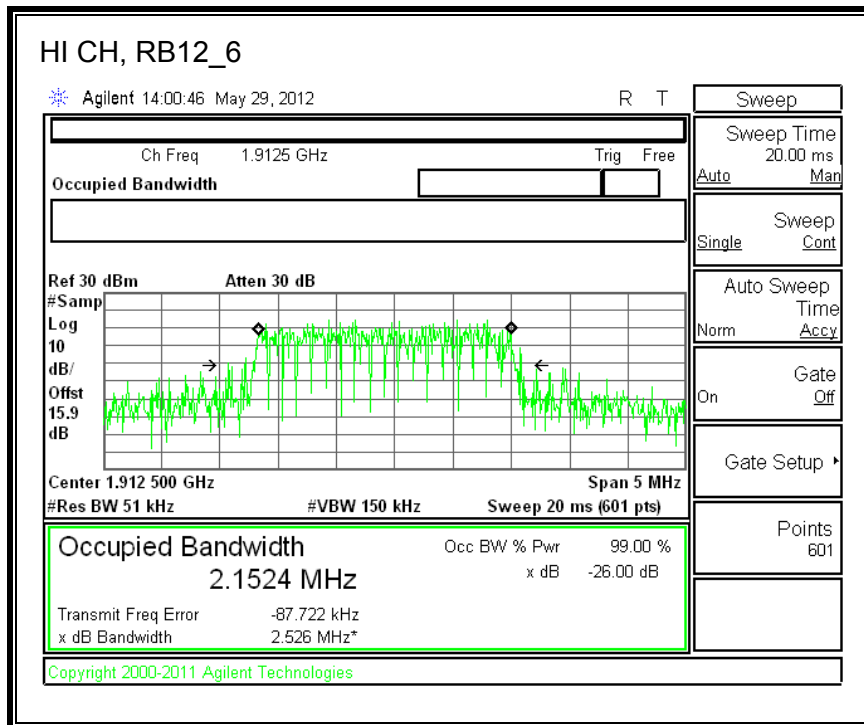 HI CH, RB12_6
Agilent 14:00:46 May 29, 2012 R T
Ch Freq 1.9125 GHz Trig Free
Occupied Bandwidth
Ref 30 dBm Atten 30 dB
#Samp
Log
10
dB/
Offst
15.9
dB
Center 1.912 500 GHz Span 5 MHz
#Res BW 51 kHz #VBW 150 kHz Sweep 20 ms (601 pts)
Occupied Bandwidth Occ BW % Pwr 99.00 %
2.1524 MHz x dB -26.00 dB
Transmit Freq Error -87.722 kHz
x dB Bandwidth 2.526 MHz*
Copyright 2000-2011 Agilent Technologies
Sweep
Sweep Time
20.00 ms
Auto Man
Sweep
Single Cont
Auto Sweep
Time
Norm Accy
Gate
On Off
Gate Setup
Points
601